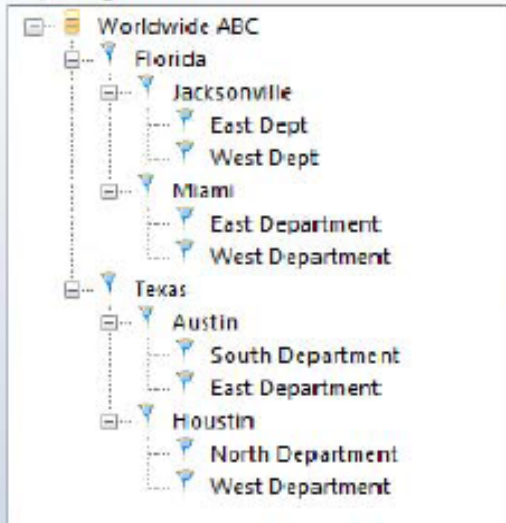 Worldwide ABC
Florida
Jacksonville
East Dept
West Dept
Miami
East Department
West Department
Texas
Austin
South Department
East Department
Houstin
North Department
West Department